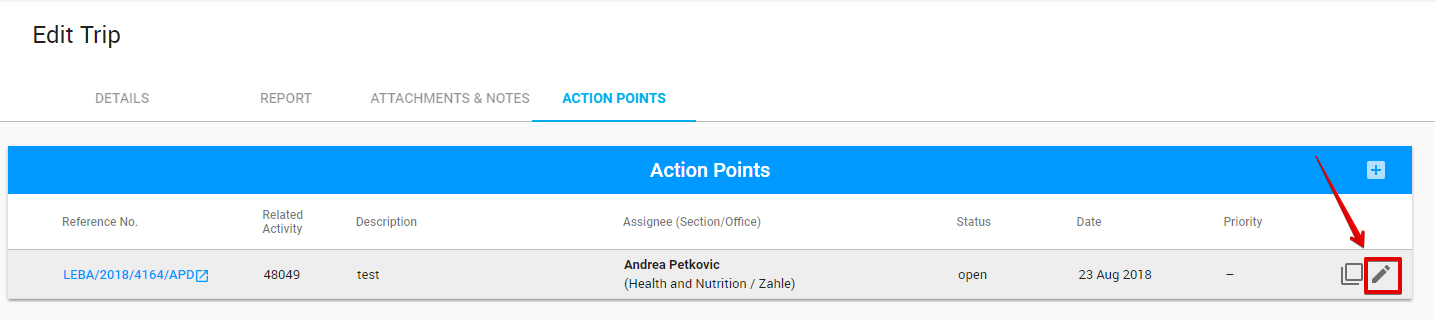 Edit Trip
DETAILS REPORT ATTACHMENTS & NOTES ACTION POINTS
Action Points
Reference No. Related Activity Description Assignee (Section/Office) Status Date Priority
LEBA/2018/4164/APD 48049 test Andrea Petkovic open 23 Aug 2018 –
(Health and Nutrition / Zahle)